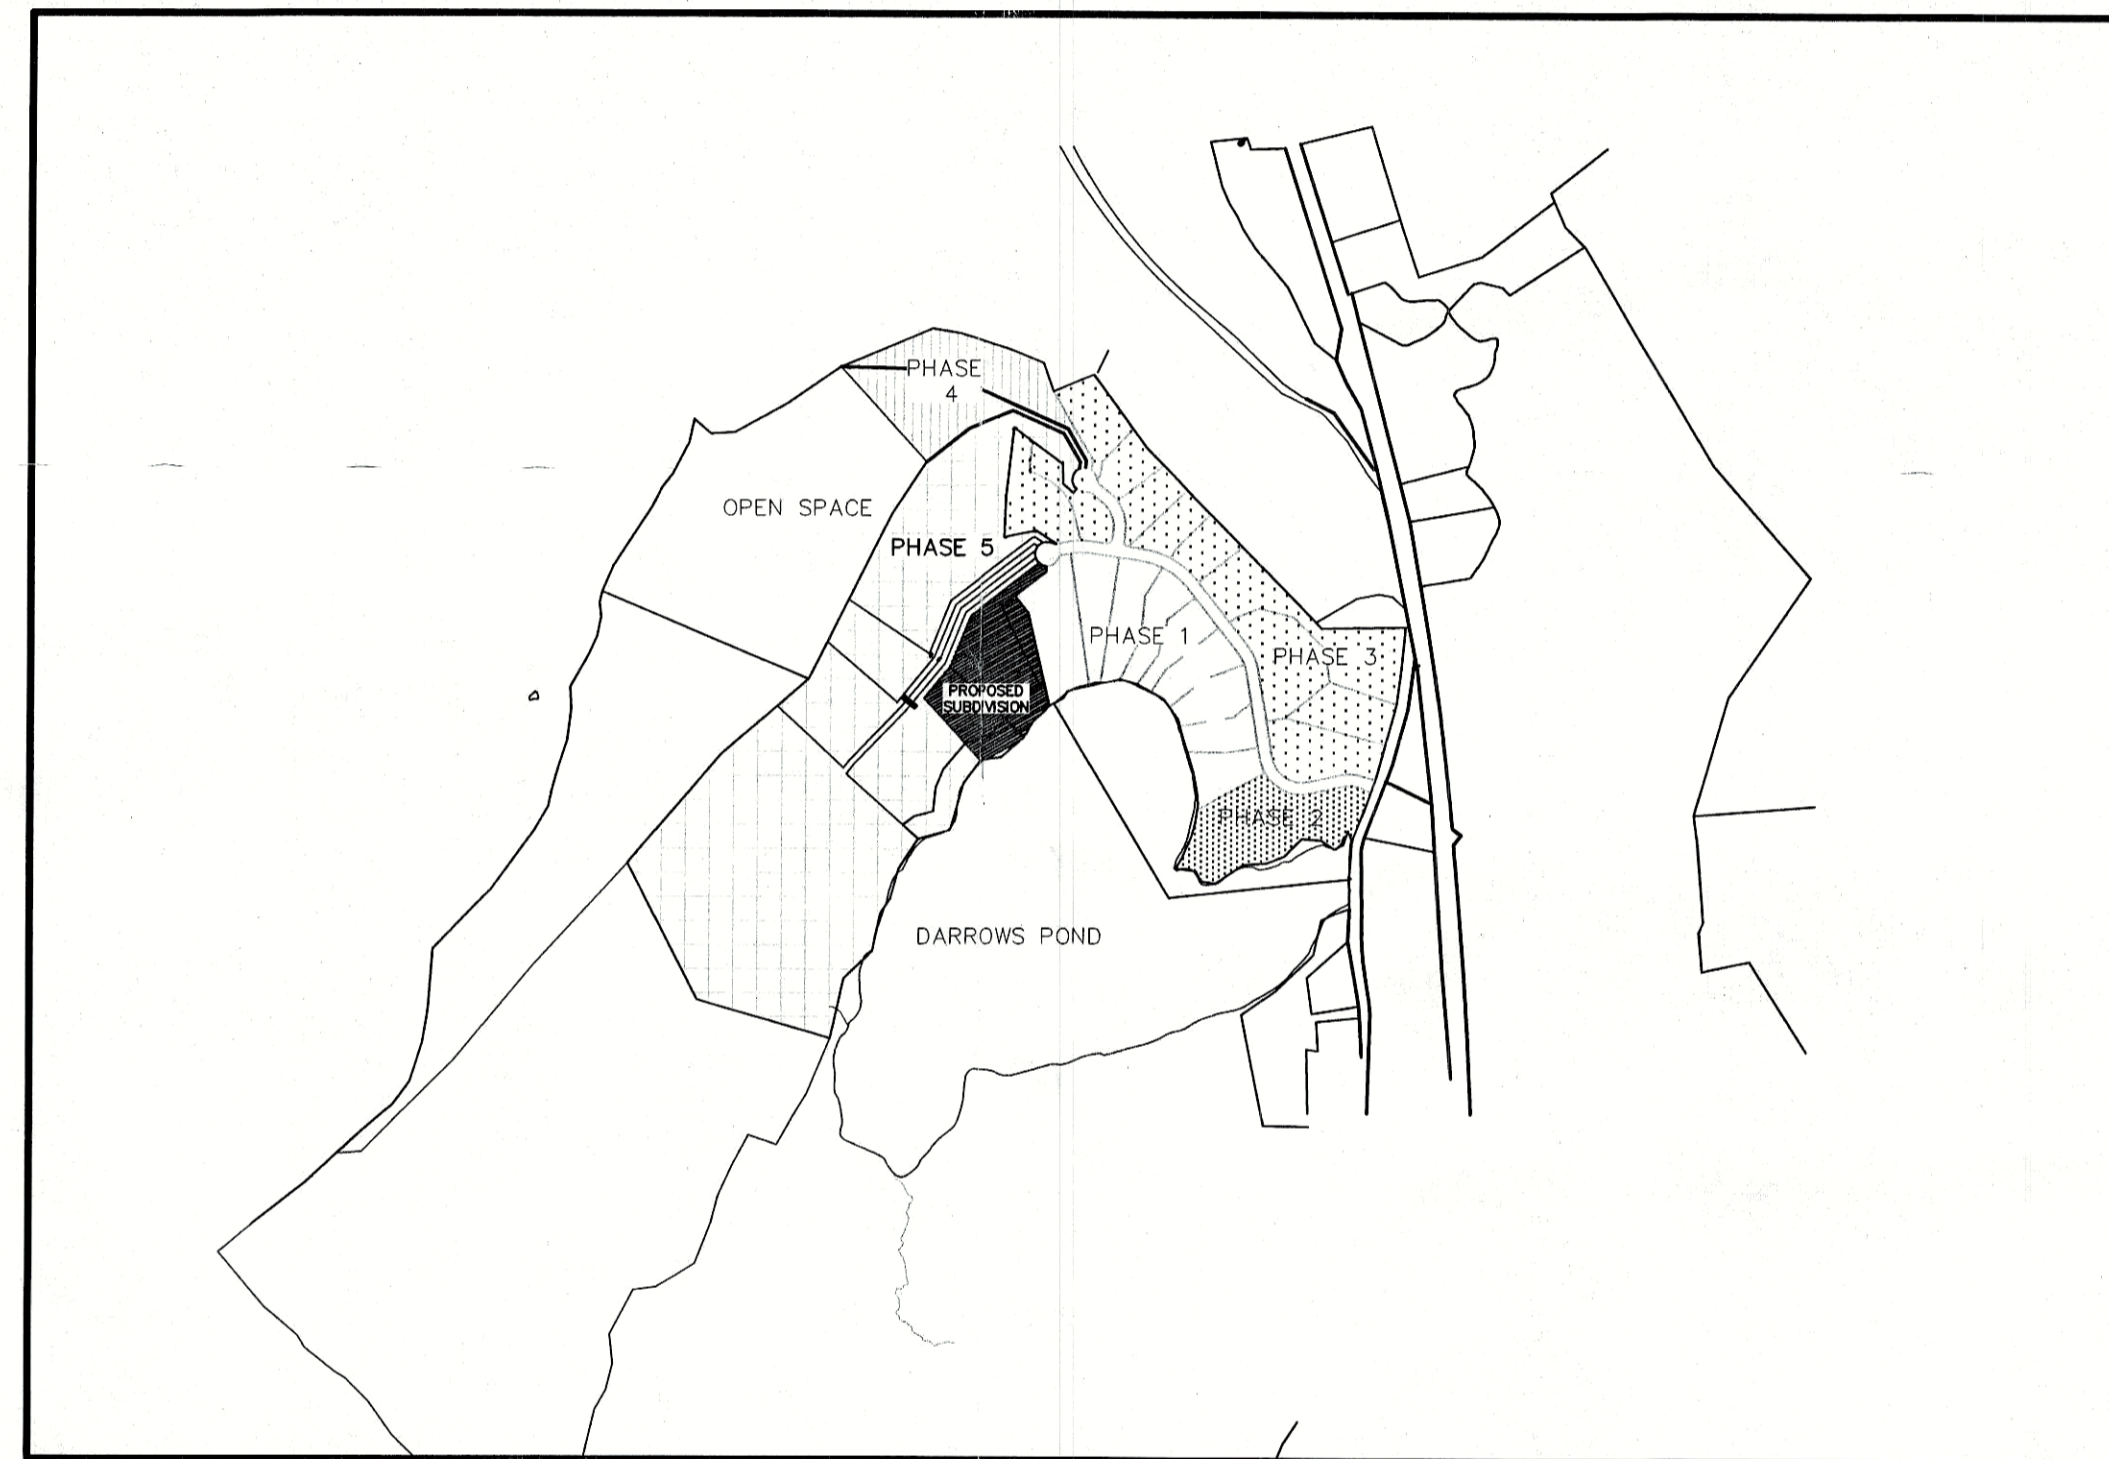 PHASE
4
OPEN SPACE
PHASE 5
PHASE 1
PHASE 3
PROPOSED
SUBDIVISION
PHASE 2
DARROWS POND